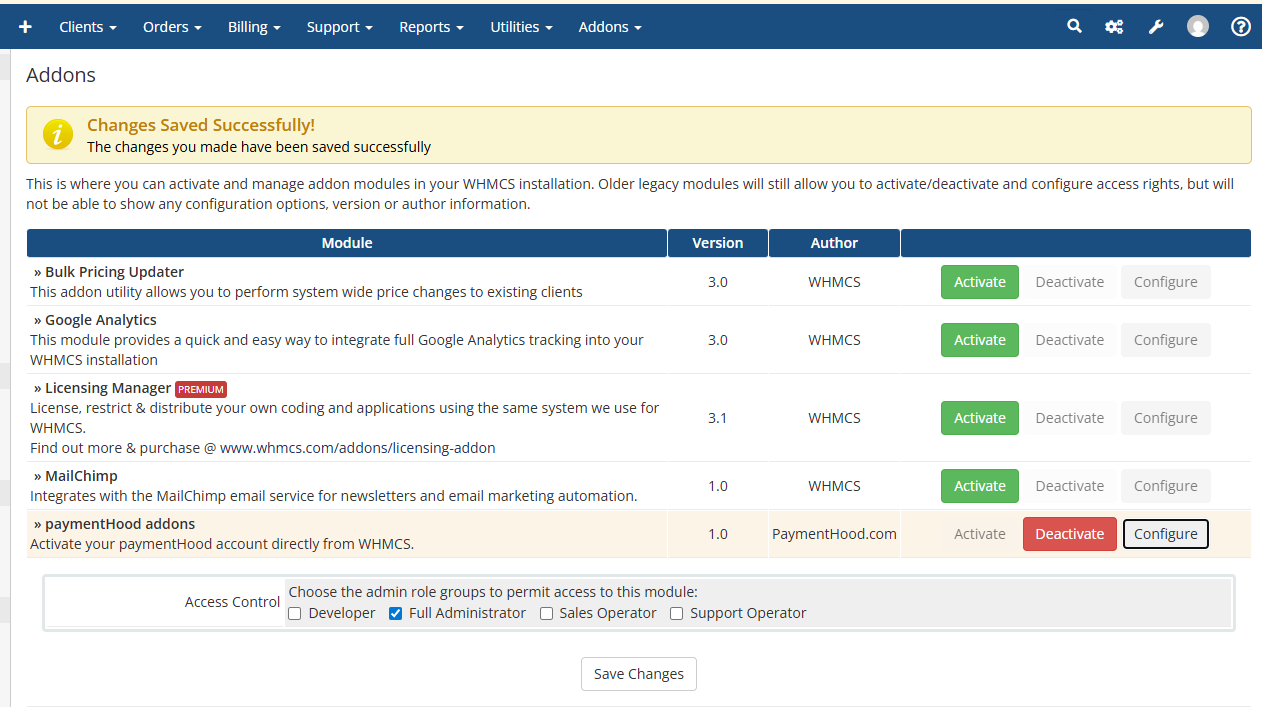 Clients Orders Billing Support Reports Utilities Addons
Addons
Changes Saved Successfully!
The changes you made have been saved successfully
This is where you can activate and manage addon modules in your WHMCS installation. Older legacy modules will still allow you to activate/deactivate and configure access rights, but will
not be able to show any configuration options, version or author information.
Module Version Author
» Bulk Pricing Updater
This addon utility allows you to perform system wide price changes to existing clients
3.0 WHMCS Activate Deactivate Configure
» Google Analytics
This module provides a quick and easy way to integrate full Google Analytics tracking into your
WHMCS installation
3.0 WHMCS Activate Deactivate Configure
» Licensing Manager PREMIUM
License, restrict & distribute your own coding and applications using the same system we use for
WHMCS.
Find out more & purchase @ www.whmcs.com/addons/licensing-addon
3.1 WHMCS Activate Deactivate Configure
» MailChimp
Integrates with the MailChimp email service for newsletters and email marketing automation.
1.0 WHMCS Activate Deactivate Configure
» paymentHood addons
Activate your paymentHood account directly from WHMCS.
1.0 PaymentHood.com Activate Deactivate Configure
Access Control
Choose the admin role groups to permit access to this module:
Developer Full Administrator Sales Operator Support Operator
Save Changes